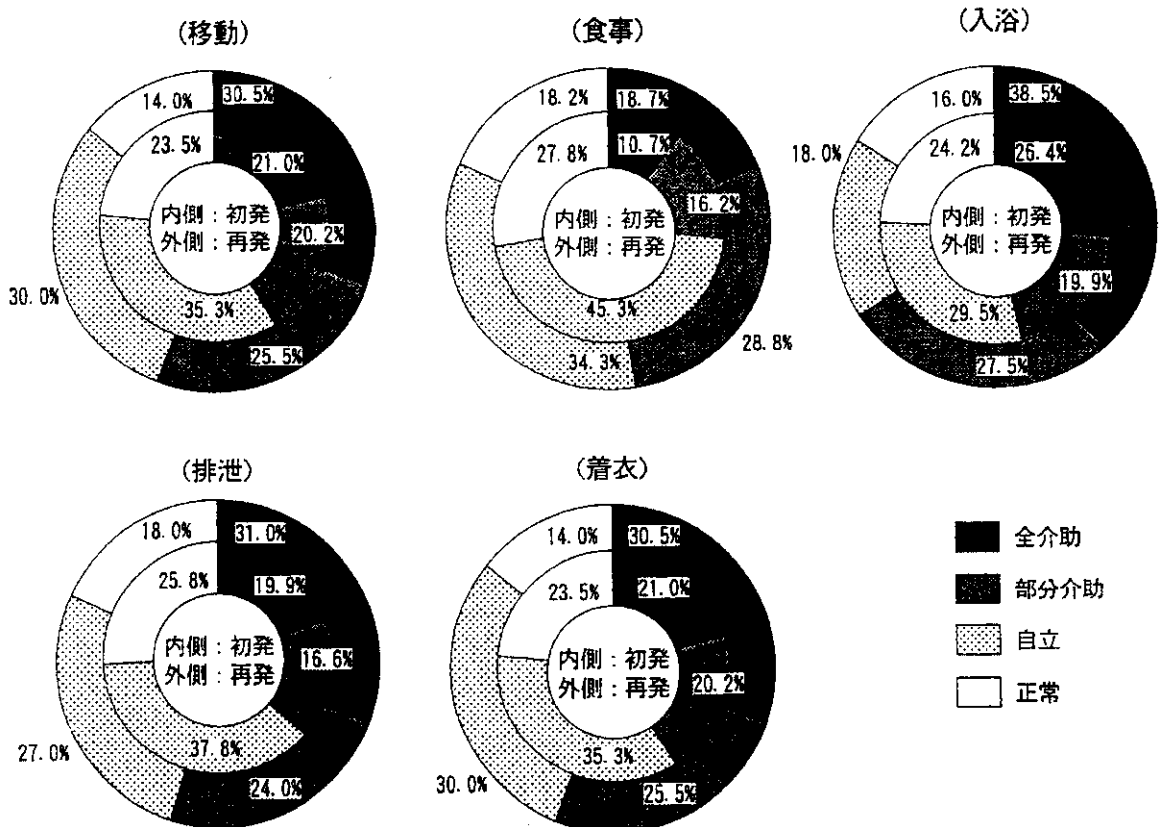 (移動)
30.5%
14.0%
23.5%
21.0%
内側：初発
外側：再発
20.2%
30.0%
35.3%
25.5%
(食事)
18.2%
18.7%
27.8%
10.7%
16.2%
内側：初発
外側：再発
45.3%
34.3%
28.8%
(入浴)
16.0%
38.5%
18.0%
24.2%
26.4%
内側：初発
外側：再発
19.9%
29.5%
27.5%
(排泄)
18.0%
31.0%
25.8%
19.9%
内側：初発
外側：再発
16.6%
27.0%
37.8%
24.0%
(着衣)
14.0%
30.5%
23.5%
21.0%
内側：初発
外側：再発
20.2%
30.0%
35.3%
25.5%
全介助
部分介助
自立
正常